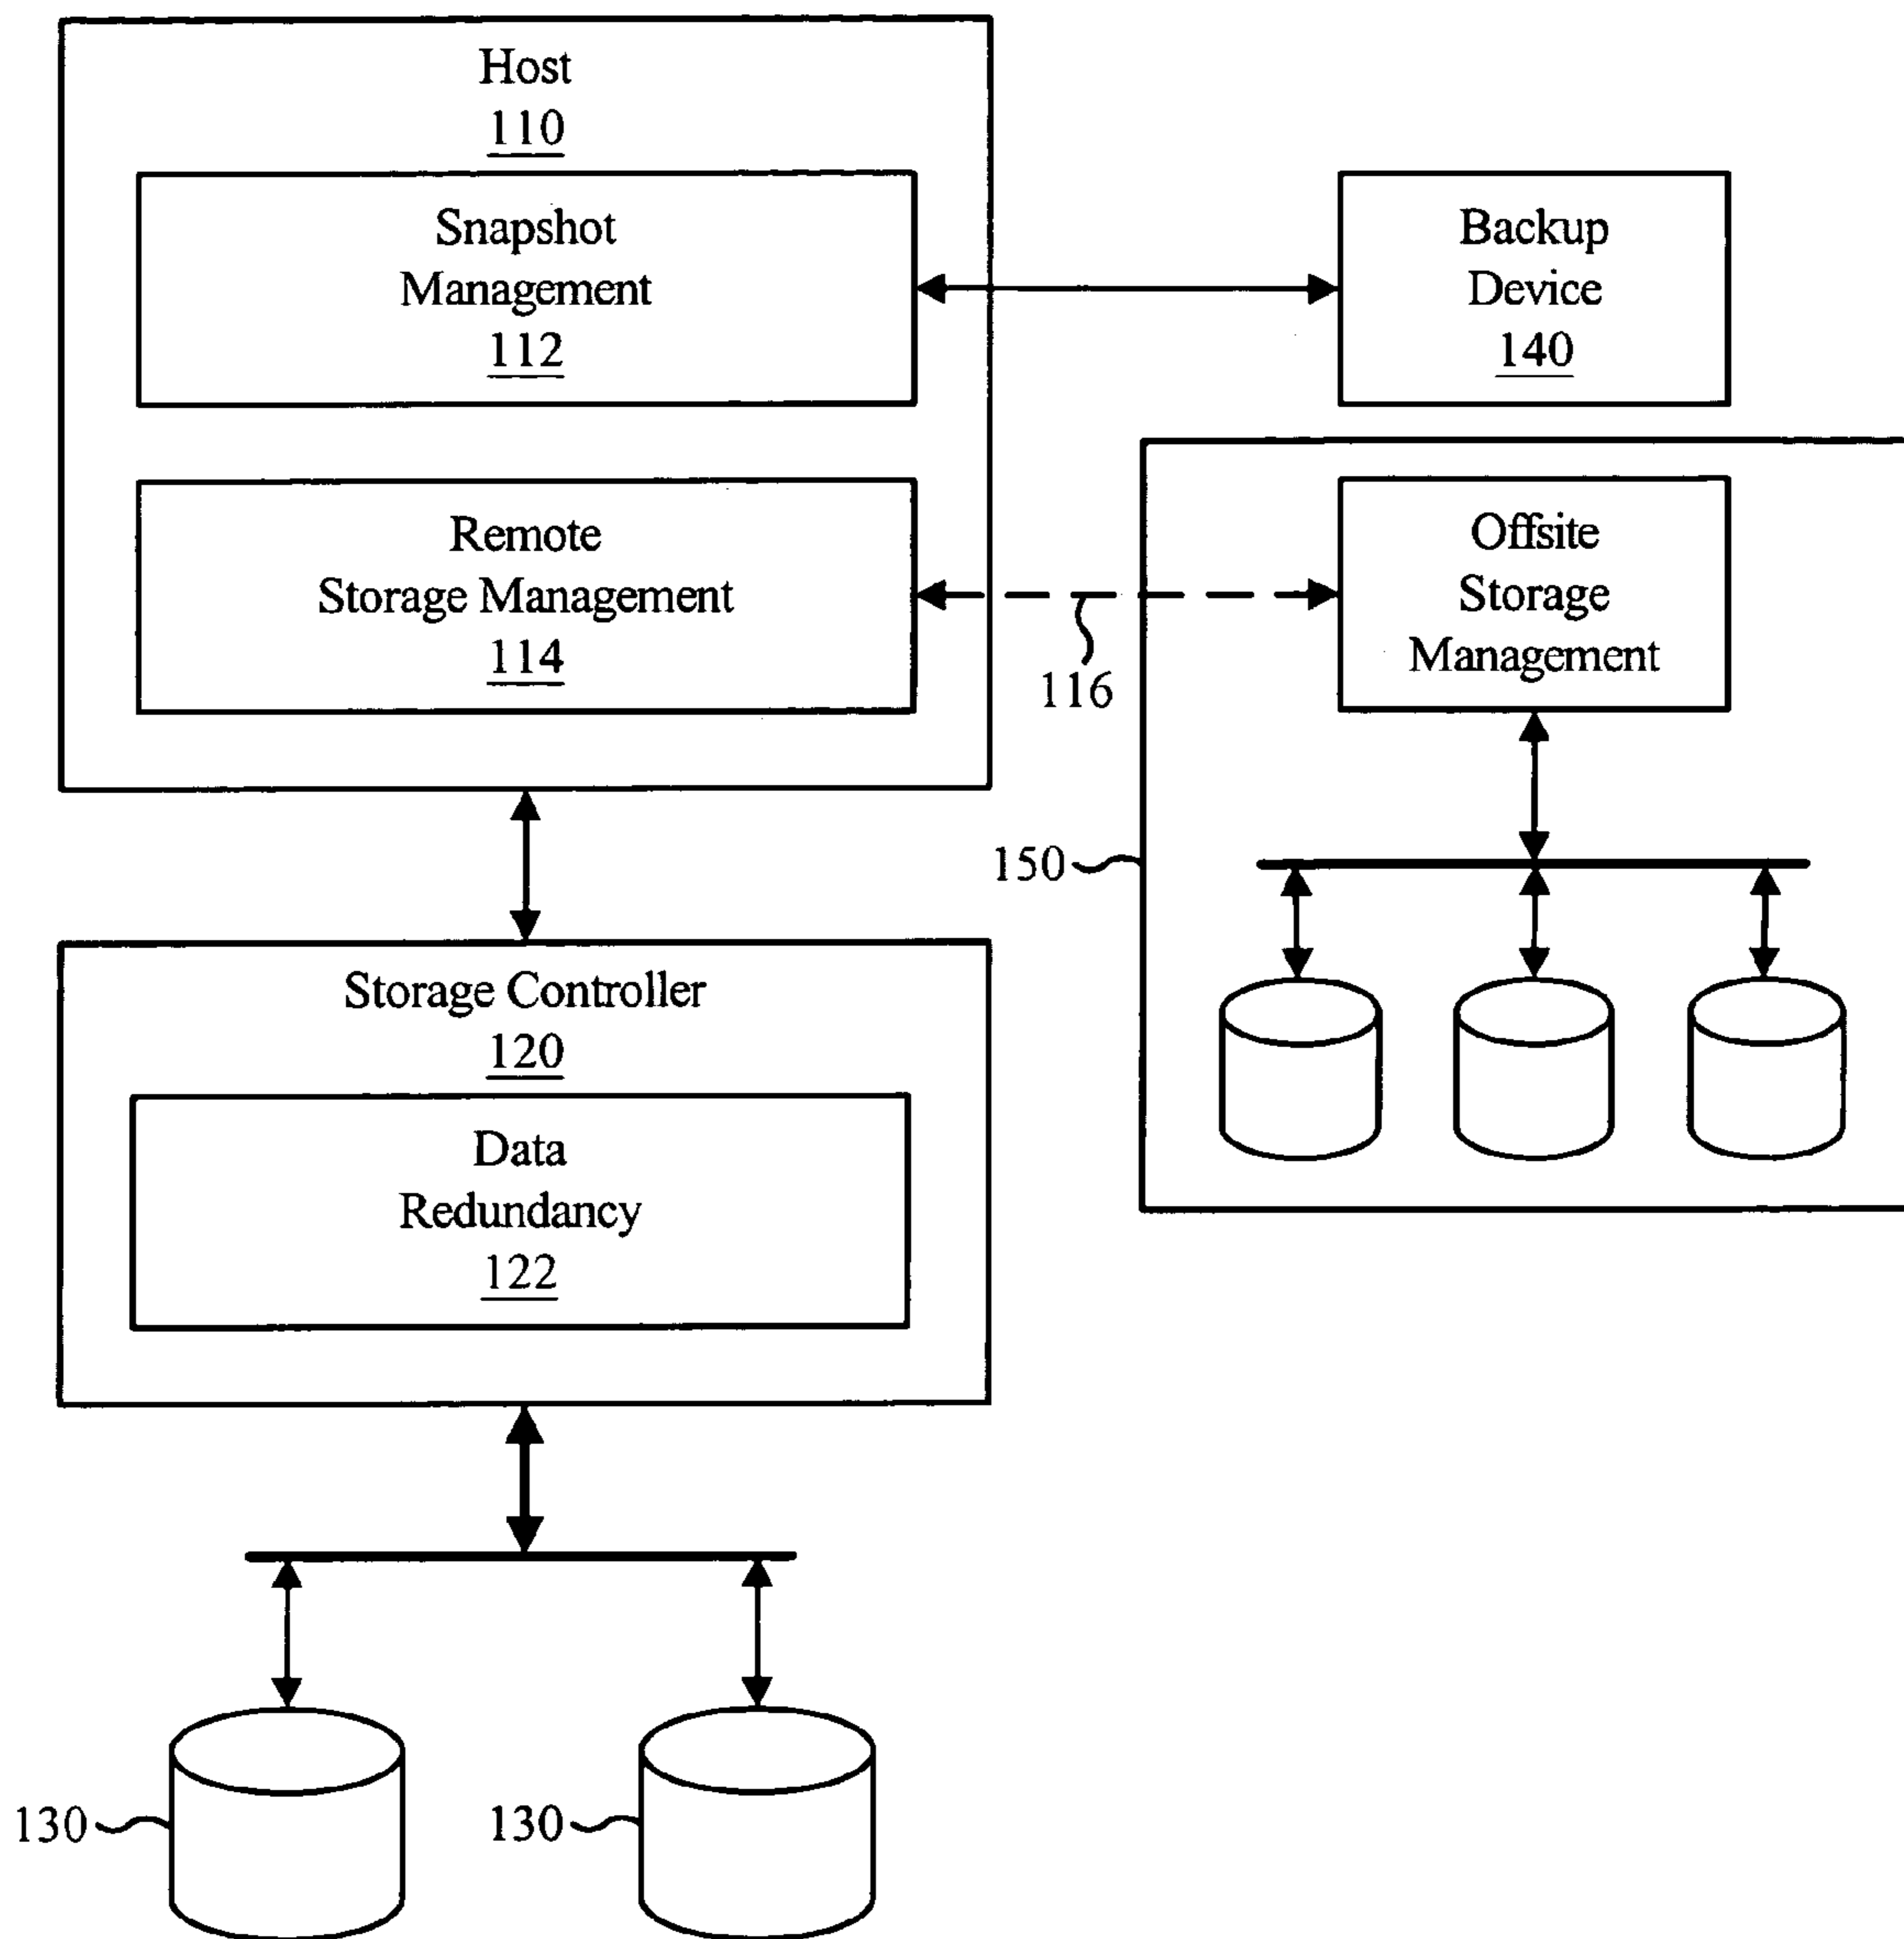 Host
110
Snapshot
Management
112
Backup
Device
140
Remote
Storage Management
114
116
Offsite
Storage
Management
150
Storage Controller
120
Data
Redundancy
122
130
130